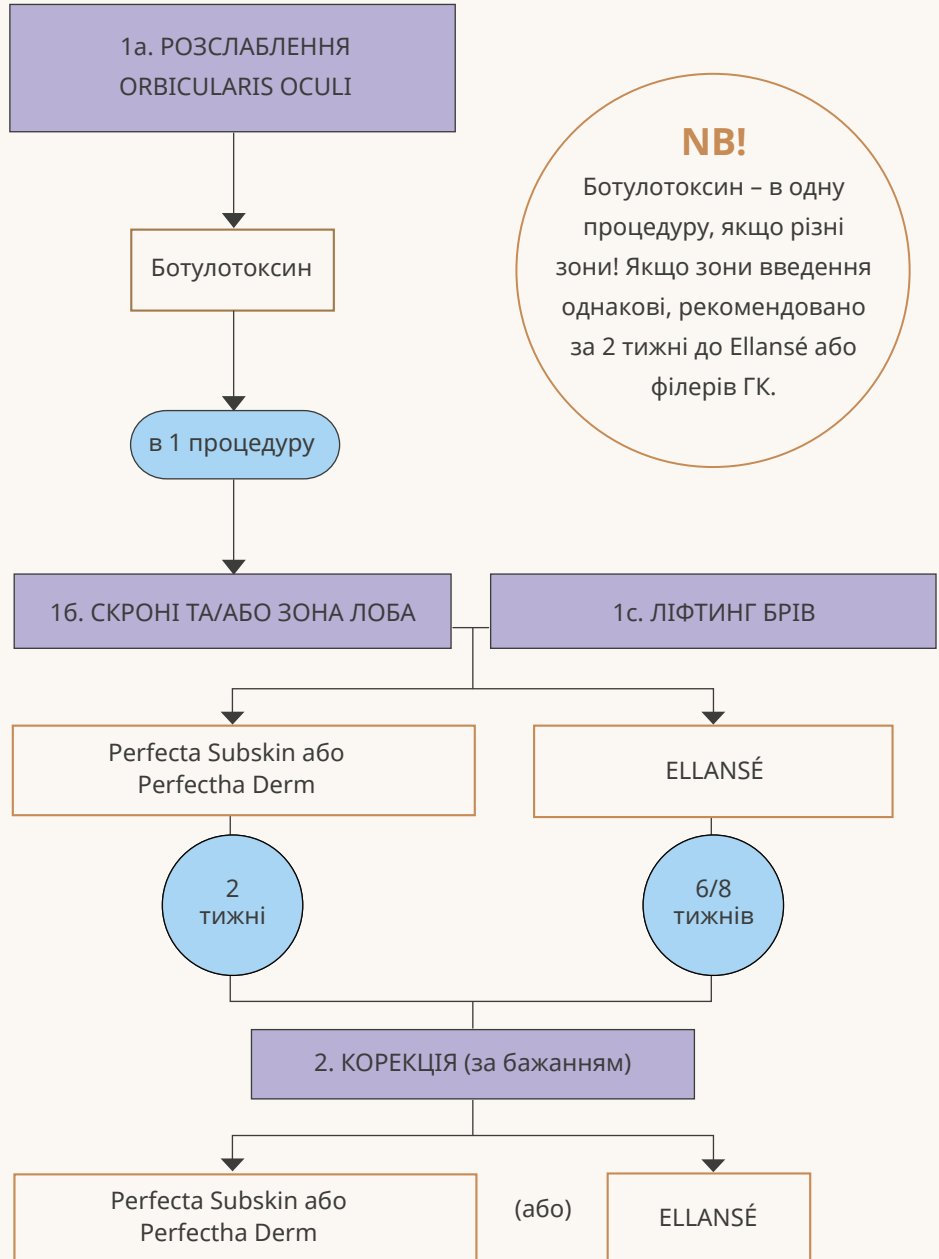 1а. РОЗСЛАБЛЕННЯ
ORBICULARIS OCULI
NB!
Ботулотоксин – в одну
процедуру, якщо різні
зони! Якщо зони введення
однакові, рекомендовано
за 2 тижні до Ellansé або
філерів ГК.
Ботулотоксин
в 1 процедуру
1б. СКРОНІ ТА/АБО ЗОНА ЛОБА
1с. ЛІФТИНГ БРІВ
Perfecta Subskin або
Perfectha Derm
ELLANSÉ
2
тижні
6/8
тижнів
2. КОРЕКЦІЯ (за бажанням)
Perfecta Subskin або
Perfectha Derm
(або)
ELLANSÉ